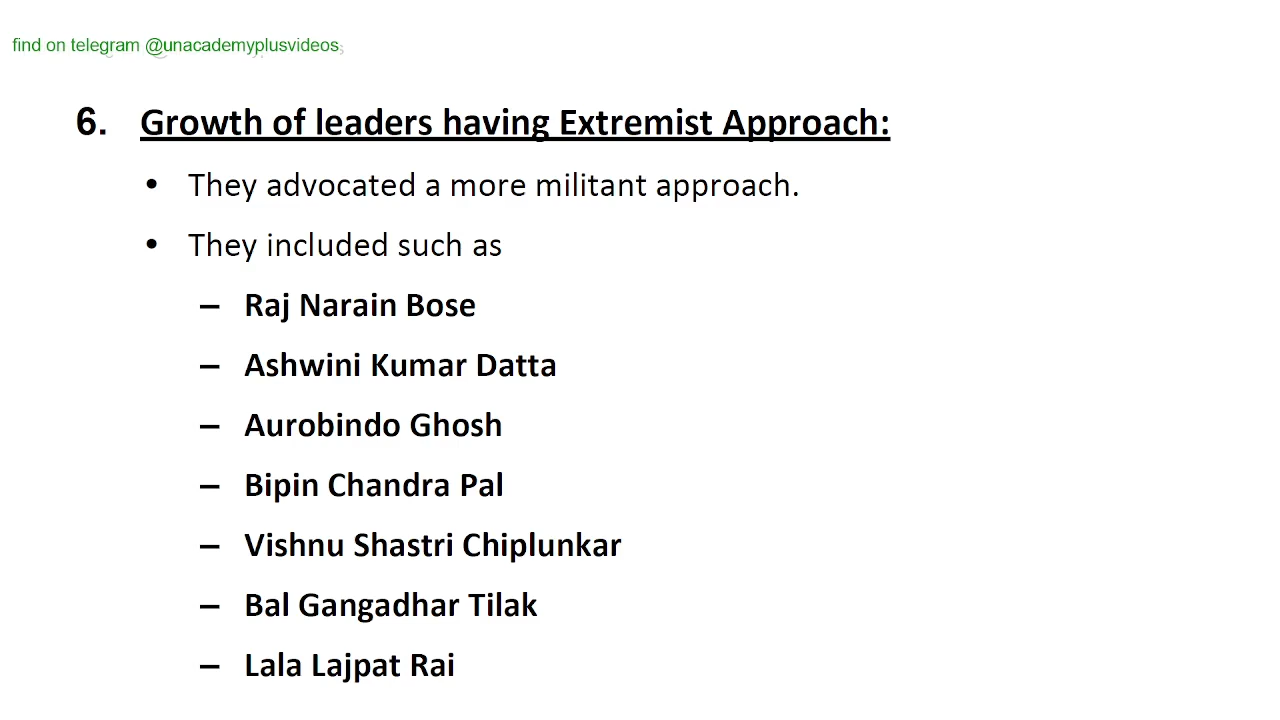 find on telegram @unacademyplusvideos
6. Growth of leaders having Extremist Approach:
• They advocated a more militant approach.
• They included such as
– Raj Narain Bose
– Ashwini Kumar Datta
– Aurobindo Ghosh
– Bipin Chandra Pal
– Vishnu Shastri Chiplunkar
– Bal Gangadhar Tilak
– Lala Lajpat Rai